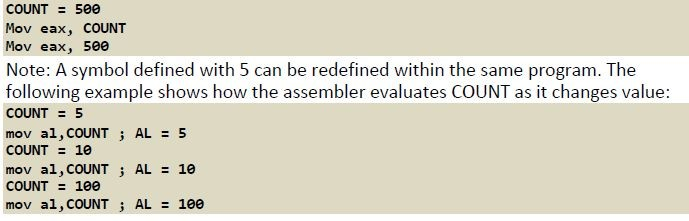 COUNT = 500
Mov eax, COUNT
Mov eax, 500
Note: A symbol defined with 5 can be redefined within the same program. The
following example shows how the assembler evaluates COUNT as it changes value:
COUNT = 5
mov al,COUNT ; AL = 5
COUNT = 10
mov al,COUNT ; AL = 10
COUNT = 100
mov al,COUNT ; AL = 100